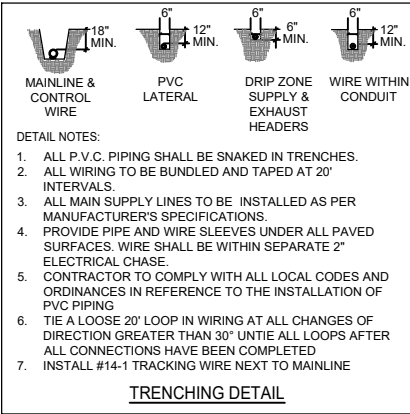 18" MIN.
6" 12" MIN.
6" 6" MIN.
6" 12" MIN.
MAINLINE & CONTROL WIRE
PVC LATERAL
DRIP ZONE SUPPLY & EXHAUST HEADERS
WIRE WITHIN CONDUIT
DETAIL NOTES:
1. ALL P.V.C. PIPING SHALL BE SNAKED IN TRENCHES.
2. ALL WIRING TO BE BUNDLED AND TAPED AT 20'
INTERVALS.
3. ALL MAIN SUPPLY LINES TO BE INSTALLED AS PER
MANUFACTURER'S SPECIFICATIONS.
4. PROVIDE PIPE AND WIRE SLEEVES UNDER ALL PAVED
SURFACES. WIRE SHALL BE WITHIN SEPARATE 2"
ELECTRICAL CHASE.
5. CONTRACTOR TO COMPLY WITH ALL LOCAL CODES AND
ORDINANCES IN REFERENCE TO THE INSTALLATION OF
PVC PIPING
6. TIE A LOOSE 20' LOOP IN WIRING AT ALL CHANGES OF
DIRECTION GREATER THAN 30° UNTIE ALL LOOPS AFTER
ALL CONNECTIONS HAVE BEEN COMPLETED
7. INSTALL #14-1 TRACKING WIRE NEXT TO MAINLINE
TRENCHING DETAIL